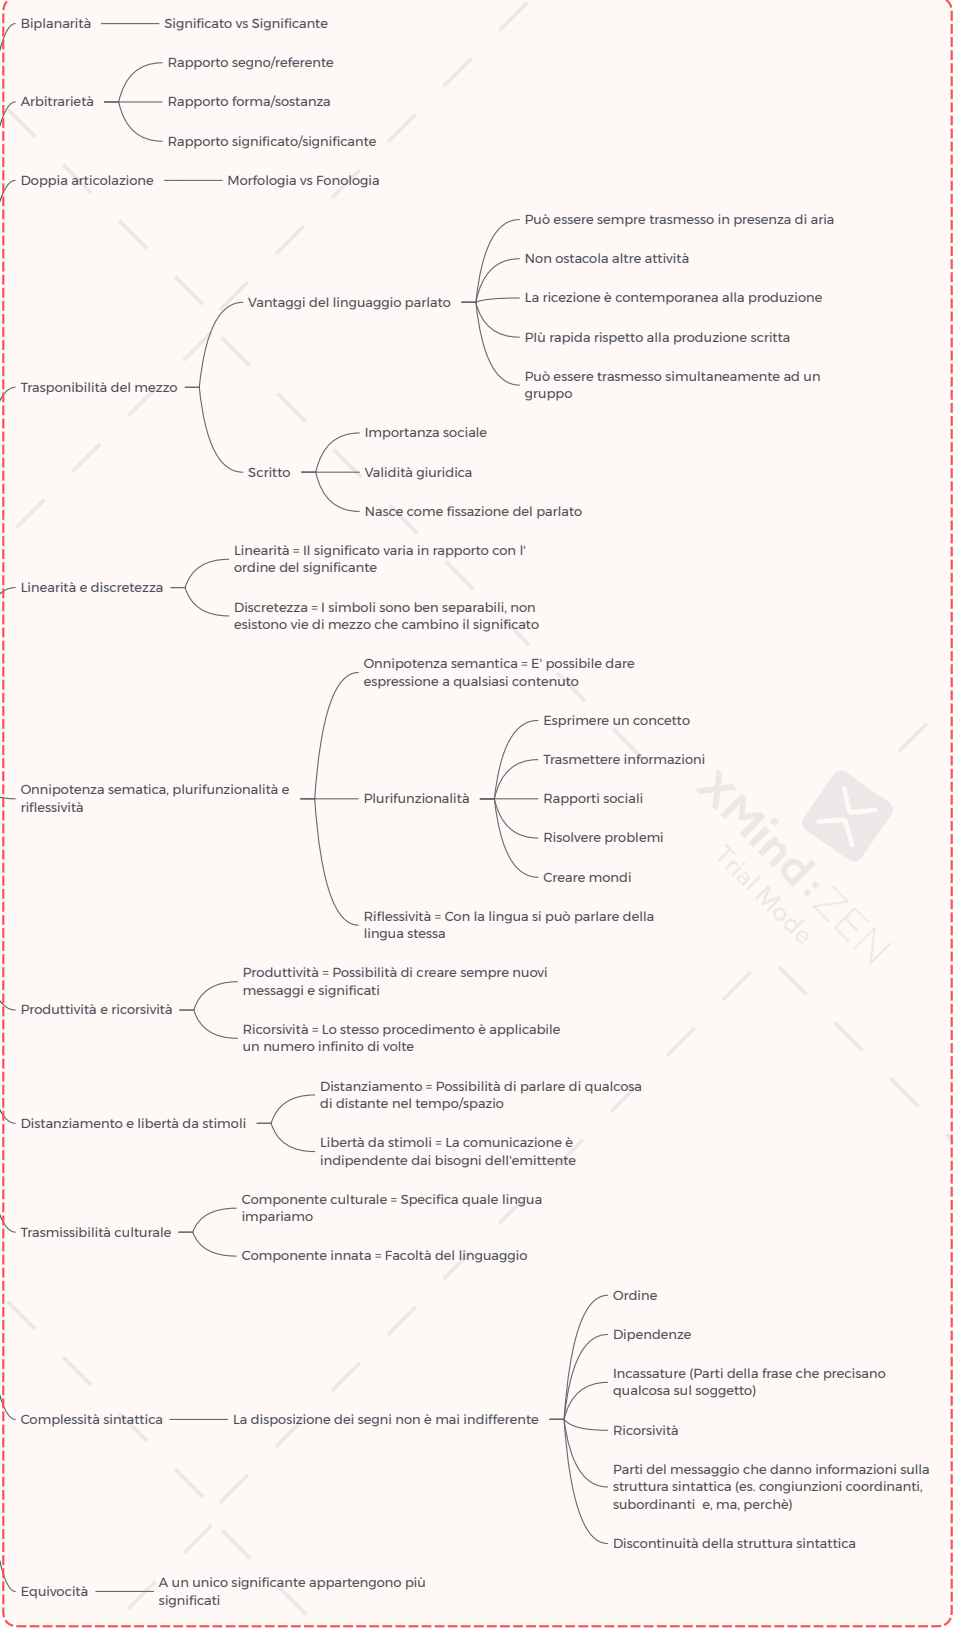 Biplanarità
Significato vs Significante
Arbitrarietà
Rapporto segno/referente
Rapporto forma/sostanza
Rapporto significato/significante
Doppia articolazione
Morfologia vs Fonologia
Trasponibilità del mezzo
Vantaggi del linguaggio parlato
Può essere sempre trasmesso in presenza di aria
Non ostacola altre attività
La ricezione è contemporanea alla produzione
PIù rapida rispetto alla produzione scritta
Può essere trasmesso simultaneamente ad un
gruppo
Scritto
Importanza sociale
Validità giuridica
Nasce come fissazione del parlato
Linearità e discretezza
Linearità = Il significato varia in rapporto con l'
ordine del significante
Discretezza = I simboli sono ben separabili, non
esistono vie di mezzo che cambino il significato
Onnipotenza sematica, plurifunzionalità e
riflessività
Onnipotenza semantica = E' possibile dare
espressione a qualsiasi contenuto
Plurifunzionalità
Esprimere un concetto
Trasmettere informazioni
Rapporti sociali
Risolvere problemi
Creare mondi
Riflessività = Con la lingua si può parlare della
lingua stessa
Produttività e ricorsività
Produttività = Possibilità di creare sempre nuovi
messaggi e significati
Ricorsività = Lo stesso procedimento è applicabile
un numero infinito di volte
Distanziamento e libertà da stimoli
Distanziamento = Possibilità di parlare di qualcosa
di distante nel tempo/spazio
Libertà da stimoli = La comunicazione è
indipendente dai bisogni dell'emittente
Trasmissibilità culturale
Componente culturale = Specifica quale lingua
impariamo
Componente innata = Facoltà del linguaggio
Complessità sintattica
La disposizione dei segni non è mai indifferente
Ordine
Dipendenze
Incassature (Parti della frase che precisano
qualcosa sul soggetto)
Ricorsività
Parti del messaggio che danno informazioni sulla
struttura sintattica (es. congiunzioni coordinanti,
subordinanti  e, ma, perchè)
Discontinuità della struttura sintattica
Equivocità
A un unico significante appartengono più
significati
XMind: ZEN
Trial Mode